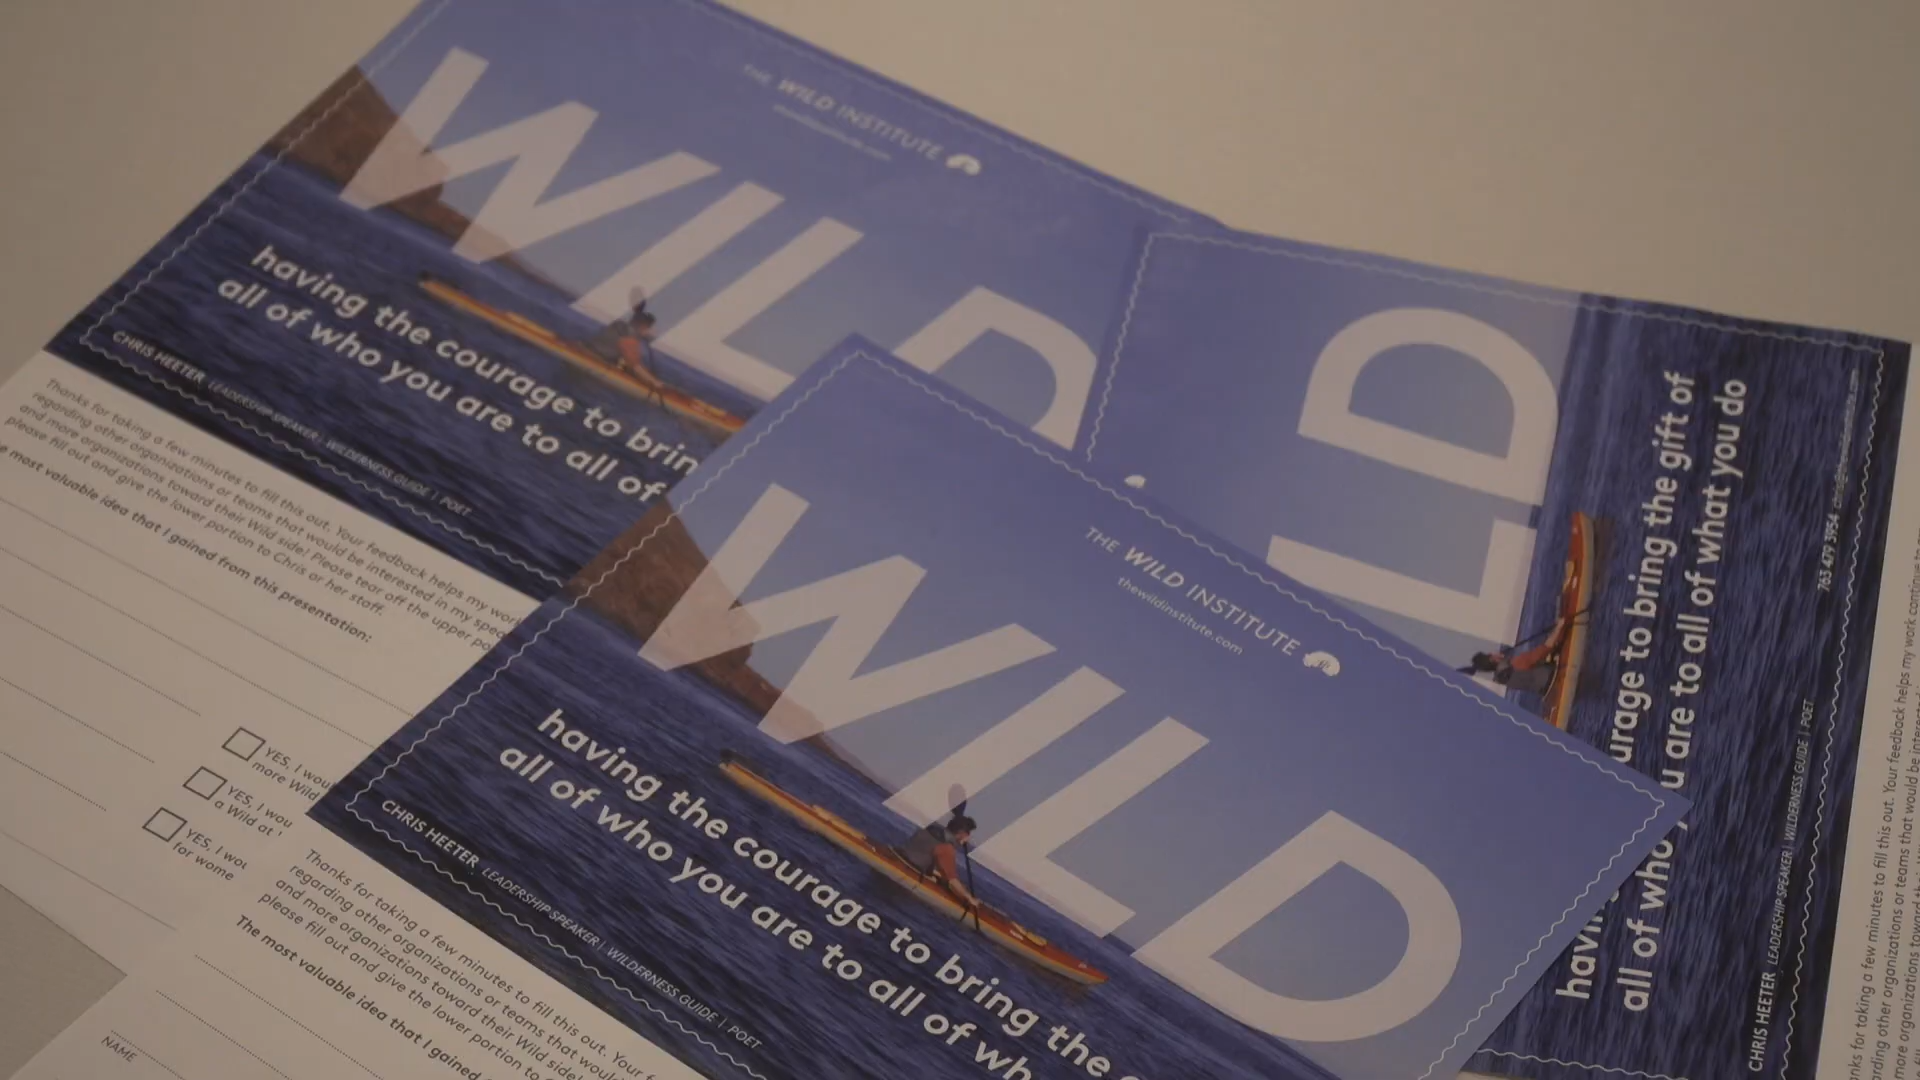 THE WILD INSTITUTE
WILD
having the courage to brin
all of who you are to all of
CHRIS HEETER LEADERSHIP SPEAKER | WILDERNESS GUIDE | POET
Thanks for taking a few minutes to fill this out. Your feedback helps my work
regarding other organizations or teams that would be interested in my spea
and more organizations toward their Wild side! Please tear off the upper po
please fill out and give the lower portion to Chris or her staff.
e most valuable idea that I gained from this presentation:
YES, I wou
more Wild
YES, I wou
a Wild at
YES, I wou
for wome
THE WILD INSTITUTE
thewildinstitute.com
WILD
having the courage to bring the
all of who you are to all of wh
CHRIS HEETER LEADERSHIP SPEAKER | WILDERNESS GUIDE | POET
Thanks for taking a few minutes to fill this out. Your f
regarding other organizations or teams that would
and more organizations toward their Wild side!
please fill out and give the lower portion to
The most valuable idea that I gained
NAME
LD
havin urage to bring the gift of
all of who u are to all of what you do
763 479 3954
CHRIS HEETER LEADERSHIP SPEAKER | WILDERNESS GUIDE | POET
nks for taking a few minutes to fill this out. Your feedback helps my work continue
rding other organizations or teams that would be
more organizations toward